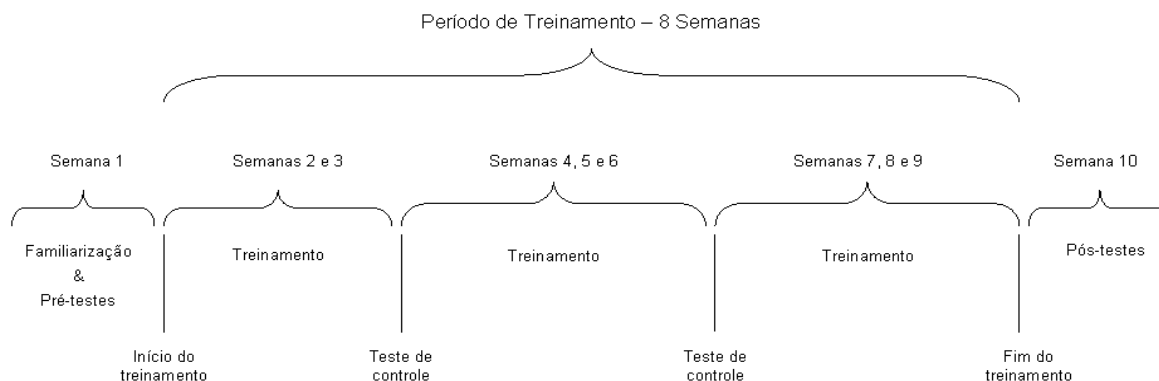 Período de Treinamento – 8 Semanas
Semana 1
Semanas 2 e 3
Semanas 4, 5 e 6
Semanas 7, 8 e 9
Semana 10
Familiarização
&
Pré-testes
Treinamento
Treinamento
Treinamento
Pós-testes
Início do
treinamento
Teste de
controle
Teste de
controle
Fim do
treinamento